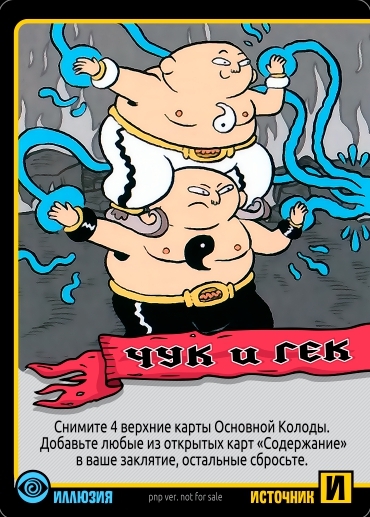 ЧУК и ГЕК
Снимите 4 верхние карты Основной Колоды.
Добавьте любые из открытых карт «Содержание»
в ваше заклятие, остальные сбросьте.
ИЛЛЮЗИЯ pnp ver. not for sale ИСТОЧНИК И